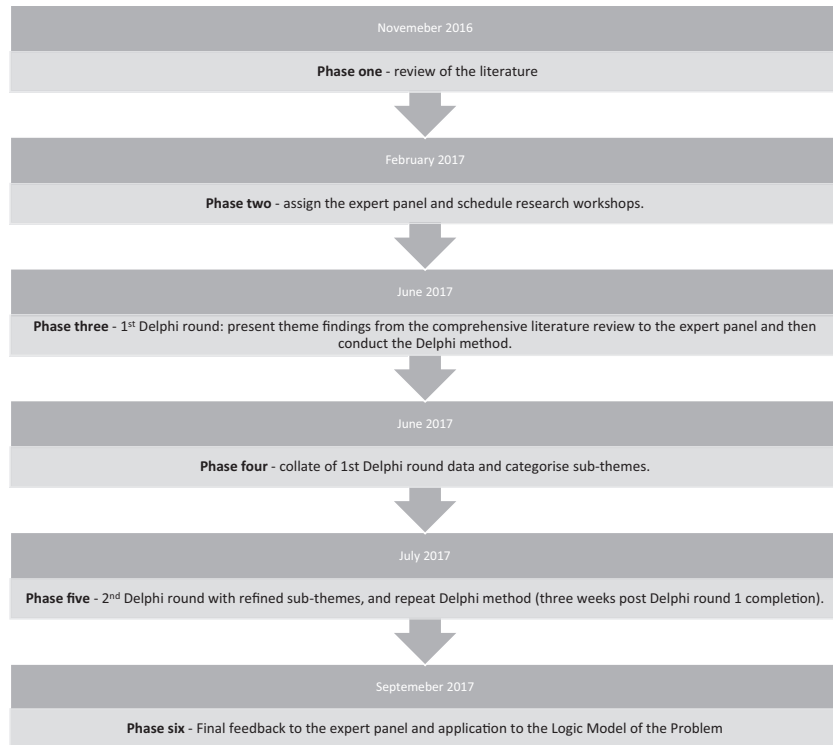 Novemeber 2016
Phase one - review of the literature
February 2017
Phase two - assign the expert panel and schedule research workshops.
June 2017
Phase three - 1st Delphi round: present theme findings from the comprehensive literature review to the expert panel and then
conduct the Delphi method.
June 2017
Phase four - collate of 1st Delphi round data and categorise sub-themes.
July 2017
Phase five - 2nd Delphi round with refined sub-themes, and repeat Delphi method (three weeks post Delphi round 1 completion).
Septemeber 2017
Phase six - Final feedback to the expert panel and application to the Logic Model of the Problem